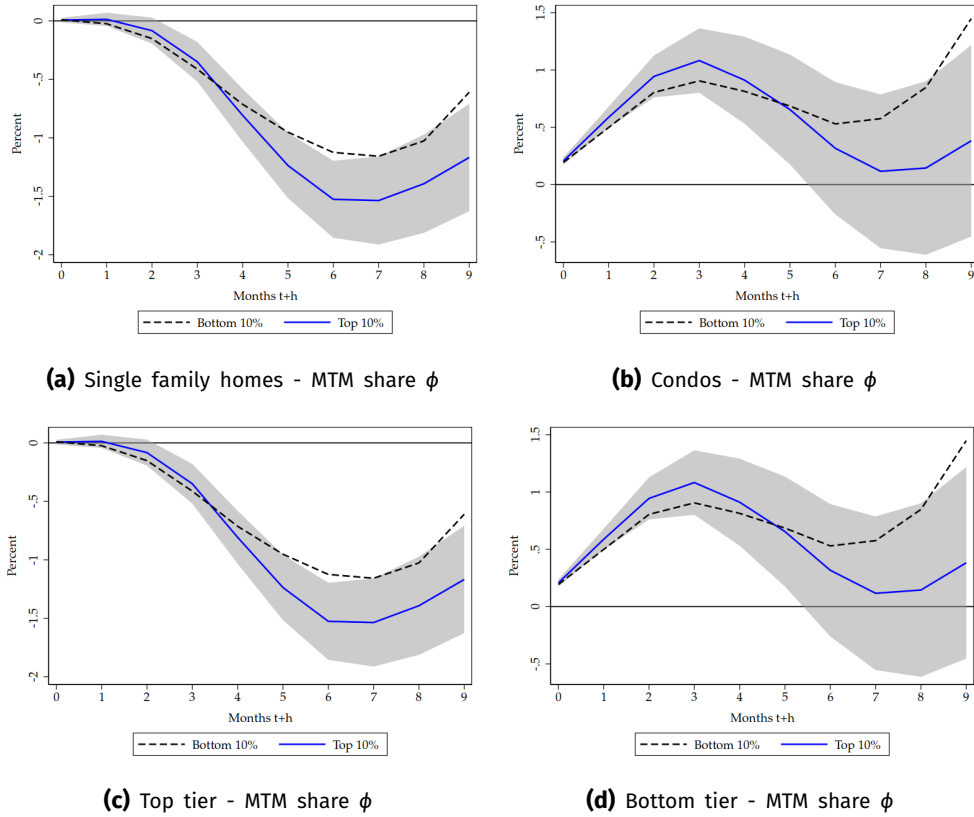 0
-.5
-1
-1.5
-2
Percent
0 1 2 3 4 5 6 7 8 9
Months t+h
Bottom 10% Top 10%
(a) Single family homes - MTM share ϕ
1.5
1
.5
0
-.5
Percent
0 1 2 3 4 5 6 7 8 9
Months t+h
Bottom 10% Top 10%
(b) Condos - MTM share ϕ
0
-.5
-1
-1.5
-2
Percent
0 1 2 3 4 5 6 7 8 9
Months t+h
Bottom 10% Top 10%
(c) Top tier - MTM share ϕ
1.5
1
.5
0
-.5
Percent
0 1 2 3 4 5 6 7 8 9
Months t+h
Bottom 10% Top 10%
(d) Bottom tier - MTM share ϕ